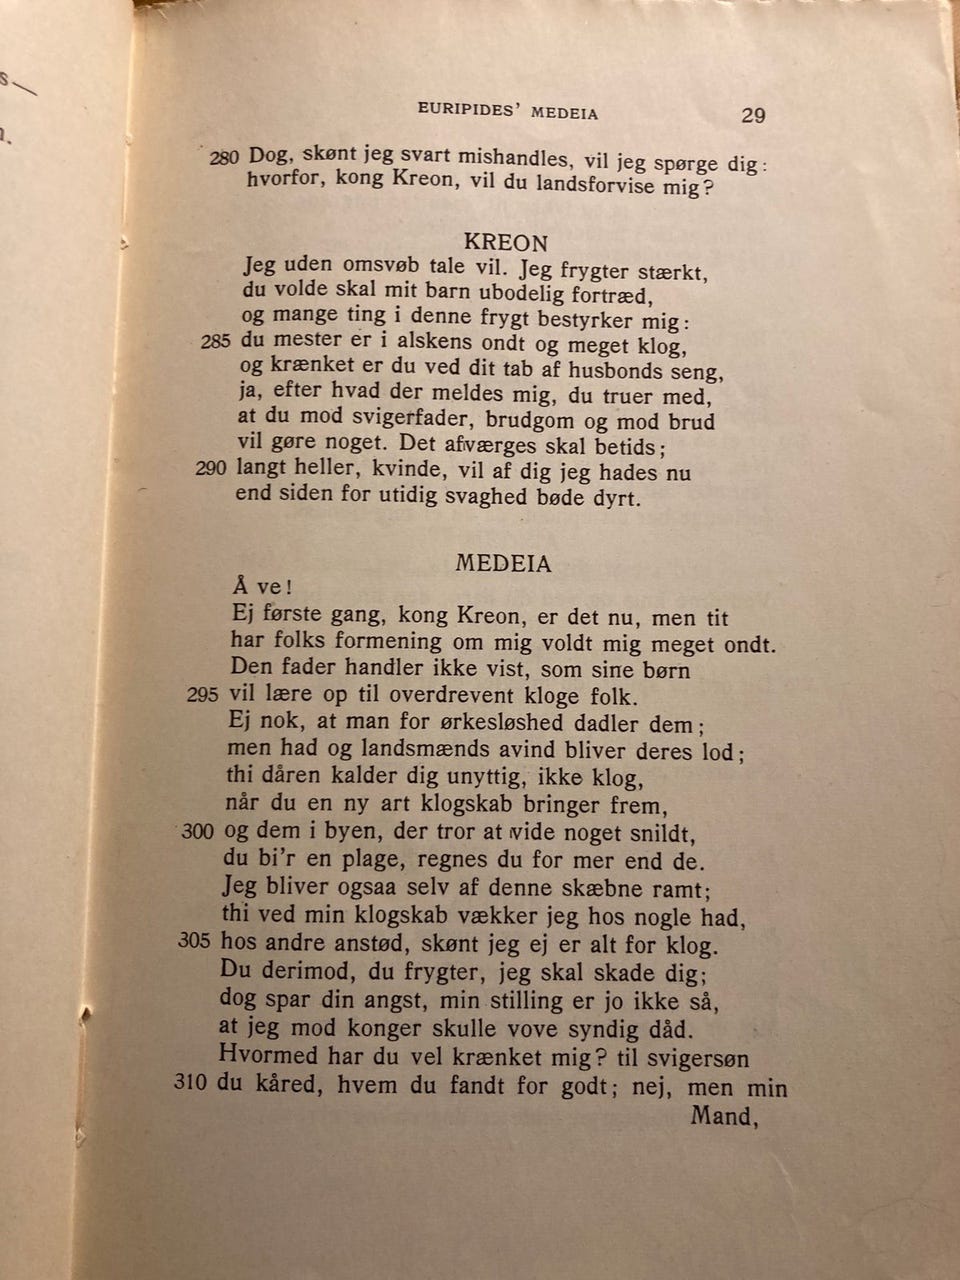 s—
EURIPIDES' MEDEIA 29
280 Dog, skønt jeg svart mishandles, vil jeg spørge dig:
hvorfor, kong Kreon, vil du landsforvise mig?
KREON
Jeg uden omsvøb tale vil. Jeg frygter stærkt,
du volde skal mit barn ubodelig fortræd,
og mange ting i denne frygt bestyrker mig:
285 du mester er i alskens ondt og meget klog,
og krænket er du ved dit tab af husbonds seng,
ja, efter hvad der meldes mig, du truer med,
at du mod svigerfader, brudgom og mod brud
vil gøre noget. Det afværges skal betids;
290 langt heller, kvinde, vil af dig jeg hades nu
end siden for utidig svaghed bøde dyrt.
MEDEIA
Å ve!
Ej første gang, kong Kreon, er det nu, men tit
har folks formening om mig voldt mig meget ondt.
Den fader handler ikke vist, som sine børn
295 vil lære op til overdrevent kloge folk.
Ej nok, at man for ørkesløshed dadler dem;
men had og landsmænds avind bliver deres lod;
thi dåren kalder dig unyttig, ikke klog,
når du en ny art klogskab bringer frem,
300 og dem i byen, der tror at vide noget snildt,
du bi'r en plage, regnes du for mer end de.
Jeg bliver ogsaa selv af denne skæbne ramt;
thi ved min klogskab vækker jeg hos nogle had,
305 hos andre anstød, skønt jeg ej er alt for klog.
Du derimod, du frygter, jeg skal skade dig;
dog spar din angst, min stilling er jo ikke så,
at jeg mod konger skulle vove syndig dåd.
Hvormed har du vel krænket mig? til svigersøn
310 du kåred, hvem du fandt for godt; nej, men min
Mand,